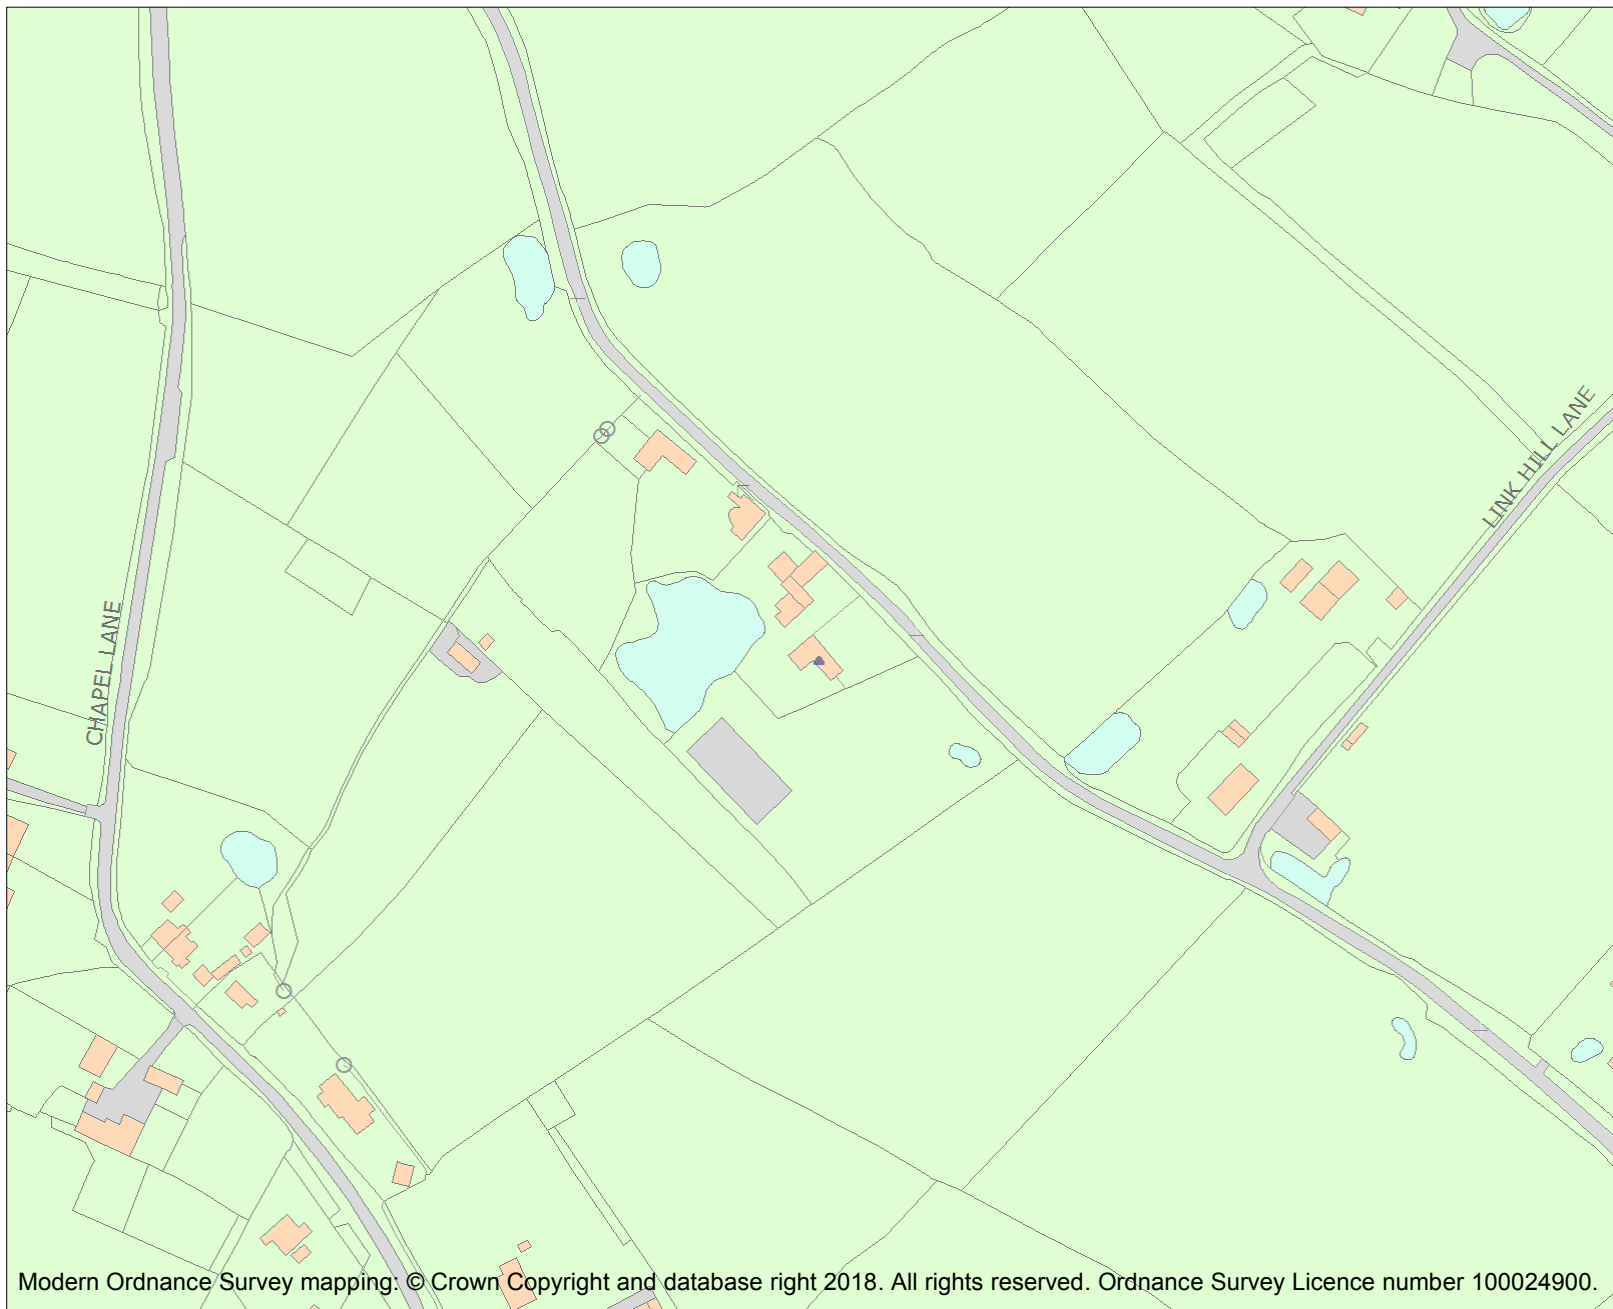 LINK HILL LANE
CHAPEL LANE
Modern Ordnance Survey mapping: © Crown Copyright and database right 2018. All rights reserved. Ordnance Survey Licence number 100024900.